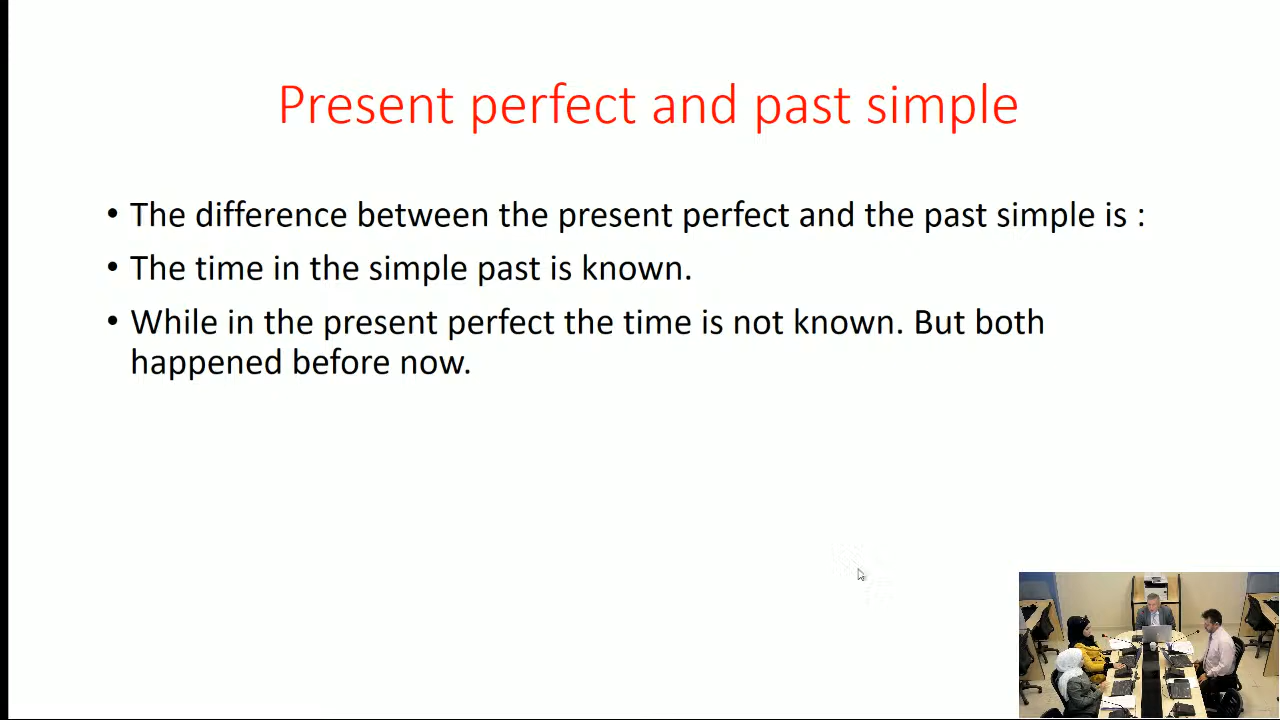 Present perfect and past simple
• The difference between the present perfect and the past simple is :
• The time in the simple past is known.
• While in the present perfect the time is not known. But both
happened before now.